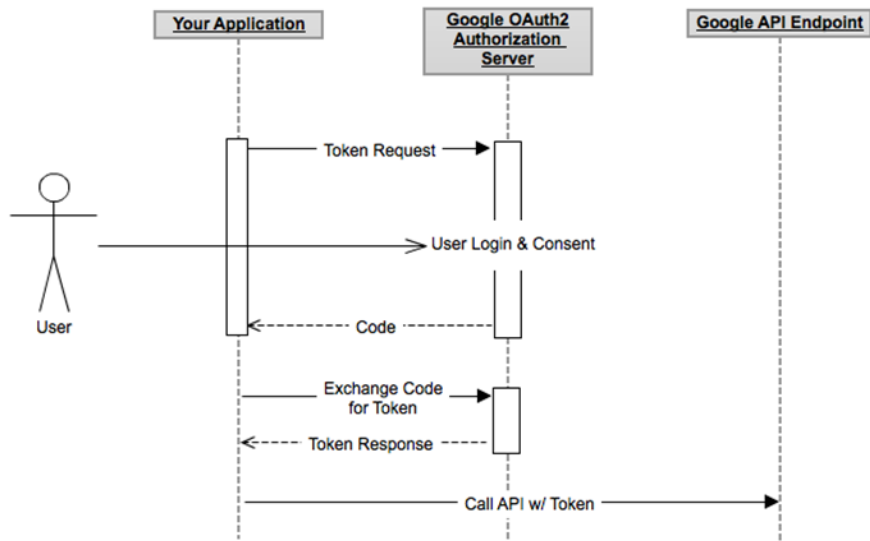 Your Application
Google OAuth2
Authorization
Server
Google API Endpoint
Token Request
User Login & Consent
User
Code
Exchange Code
for Token
Token Response
Call API w/ Token